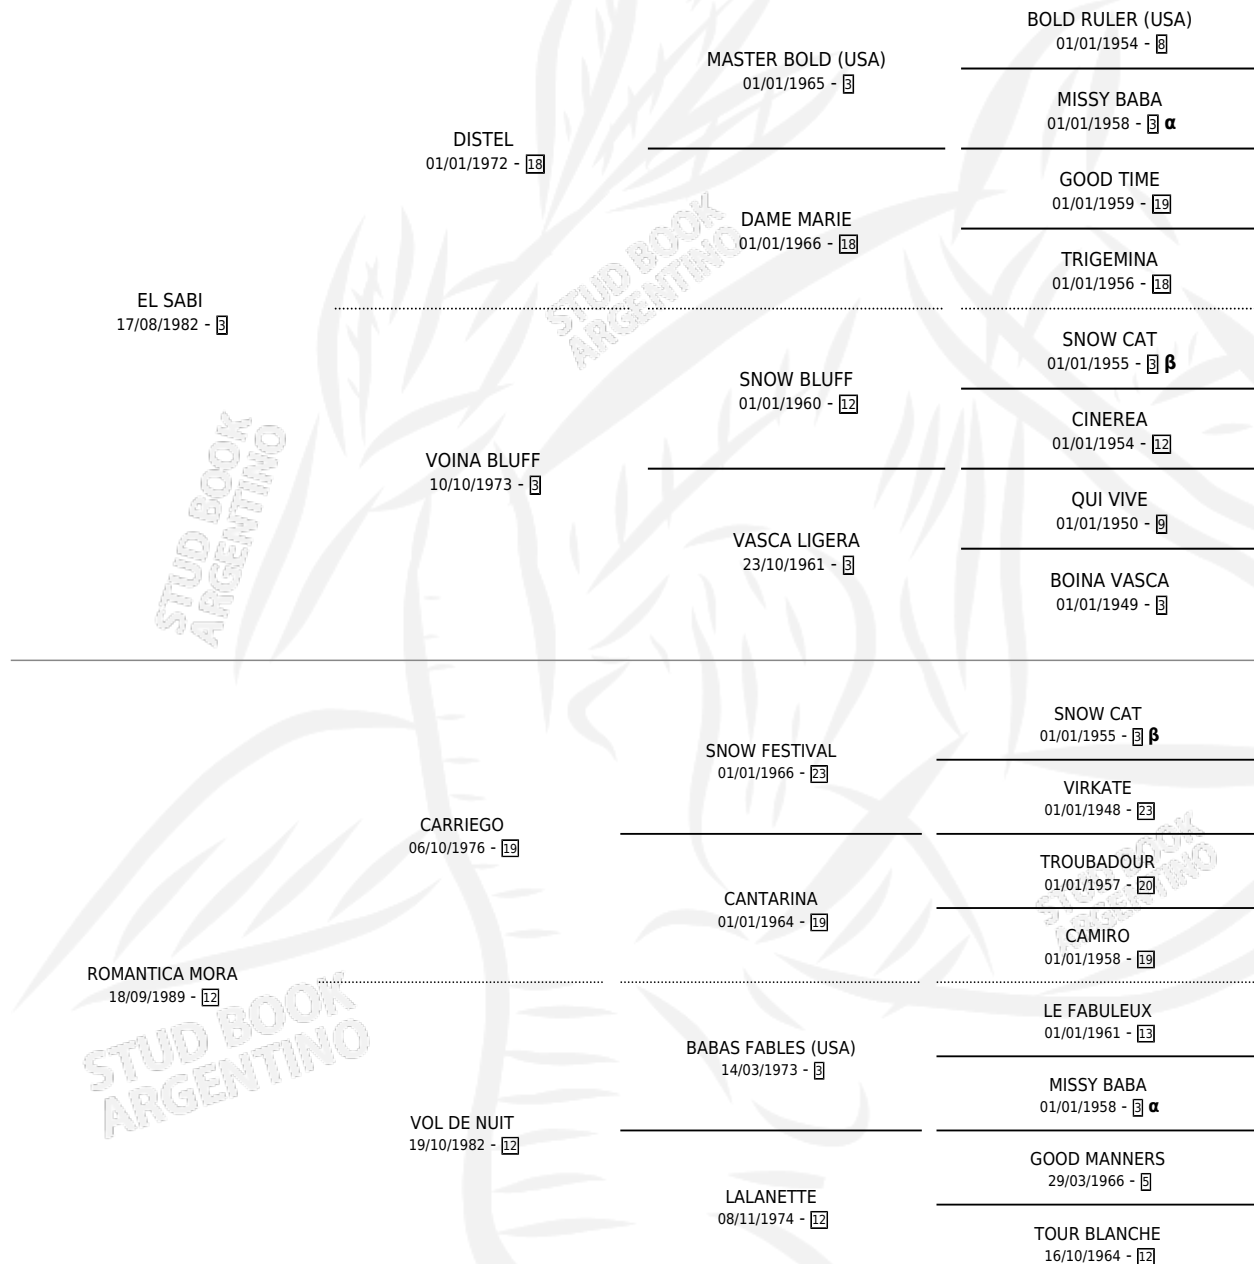 BOLD RULER (USA)
01/01/1954 - 8
MASTER BOLD (USA)
01/01/1965 - 3
MISSY BABA
01/01/1958 - 3 α
DISTEL
01/01/1972 - 18
GOOD TIME
01/01/1959 - 19
DAME MARIE
01/01/1966 - 18
TRIGEMINA
01/01/1956 - 18
EL SABI
17/08/1982 - 3
STUD BOOK
ARGENTINO
SNOW CAT
01/01/1955 - 3 β
SNOW BLUFF
01/01/1960 - 12
CINEREA
01/01/1954 - 12
VOINA BLUFF
10/10/1973 - 3
QUI VIVE
01/01/1950 - 9
VASCA LIGERA
23/10/1961 - 3
BOINA VASCA
01/01/1949 - 3
STUD BOOK
ARGENTINO
SNOW CAT
01/01/1955 - 3 β
SNOW FESTIVAL
01/01/1966 - 23
VIRKATE
01/01/1948 - 23
CARRIEGO
06/10/1976 - 19
TROUBADOUR
01/01/1957 - 20
CANTARINA
01/01/1964 - 19
CAMIRO
01/01/1958 - 19
STUD BOOK
ARGENTINO
ROMANTICA MORA
18/09/1989 - 12
STUD BOOK
ARGENTINO
LE FABULEUX
01/01/1961 - 13
BABAS FABLES (USA)
14/03/1973 - 3
MISSY BABA
01/01/1958 - 3 α
VOL DE NUIT
19/10/1982 - 12
GOOD MANNERS
29/03/1966 - 5
LALANETTE
08/11/1974 - 12
TOUR BLANCHE
16/10/1964 - 12